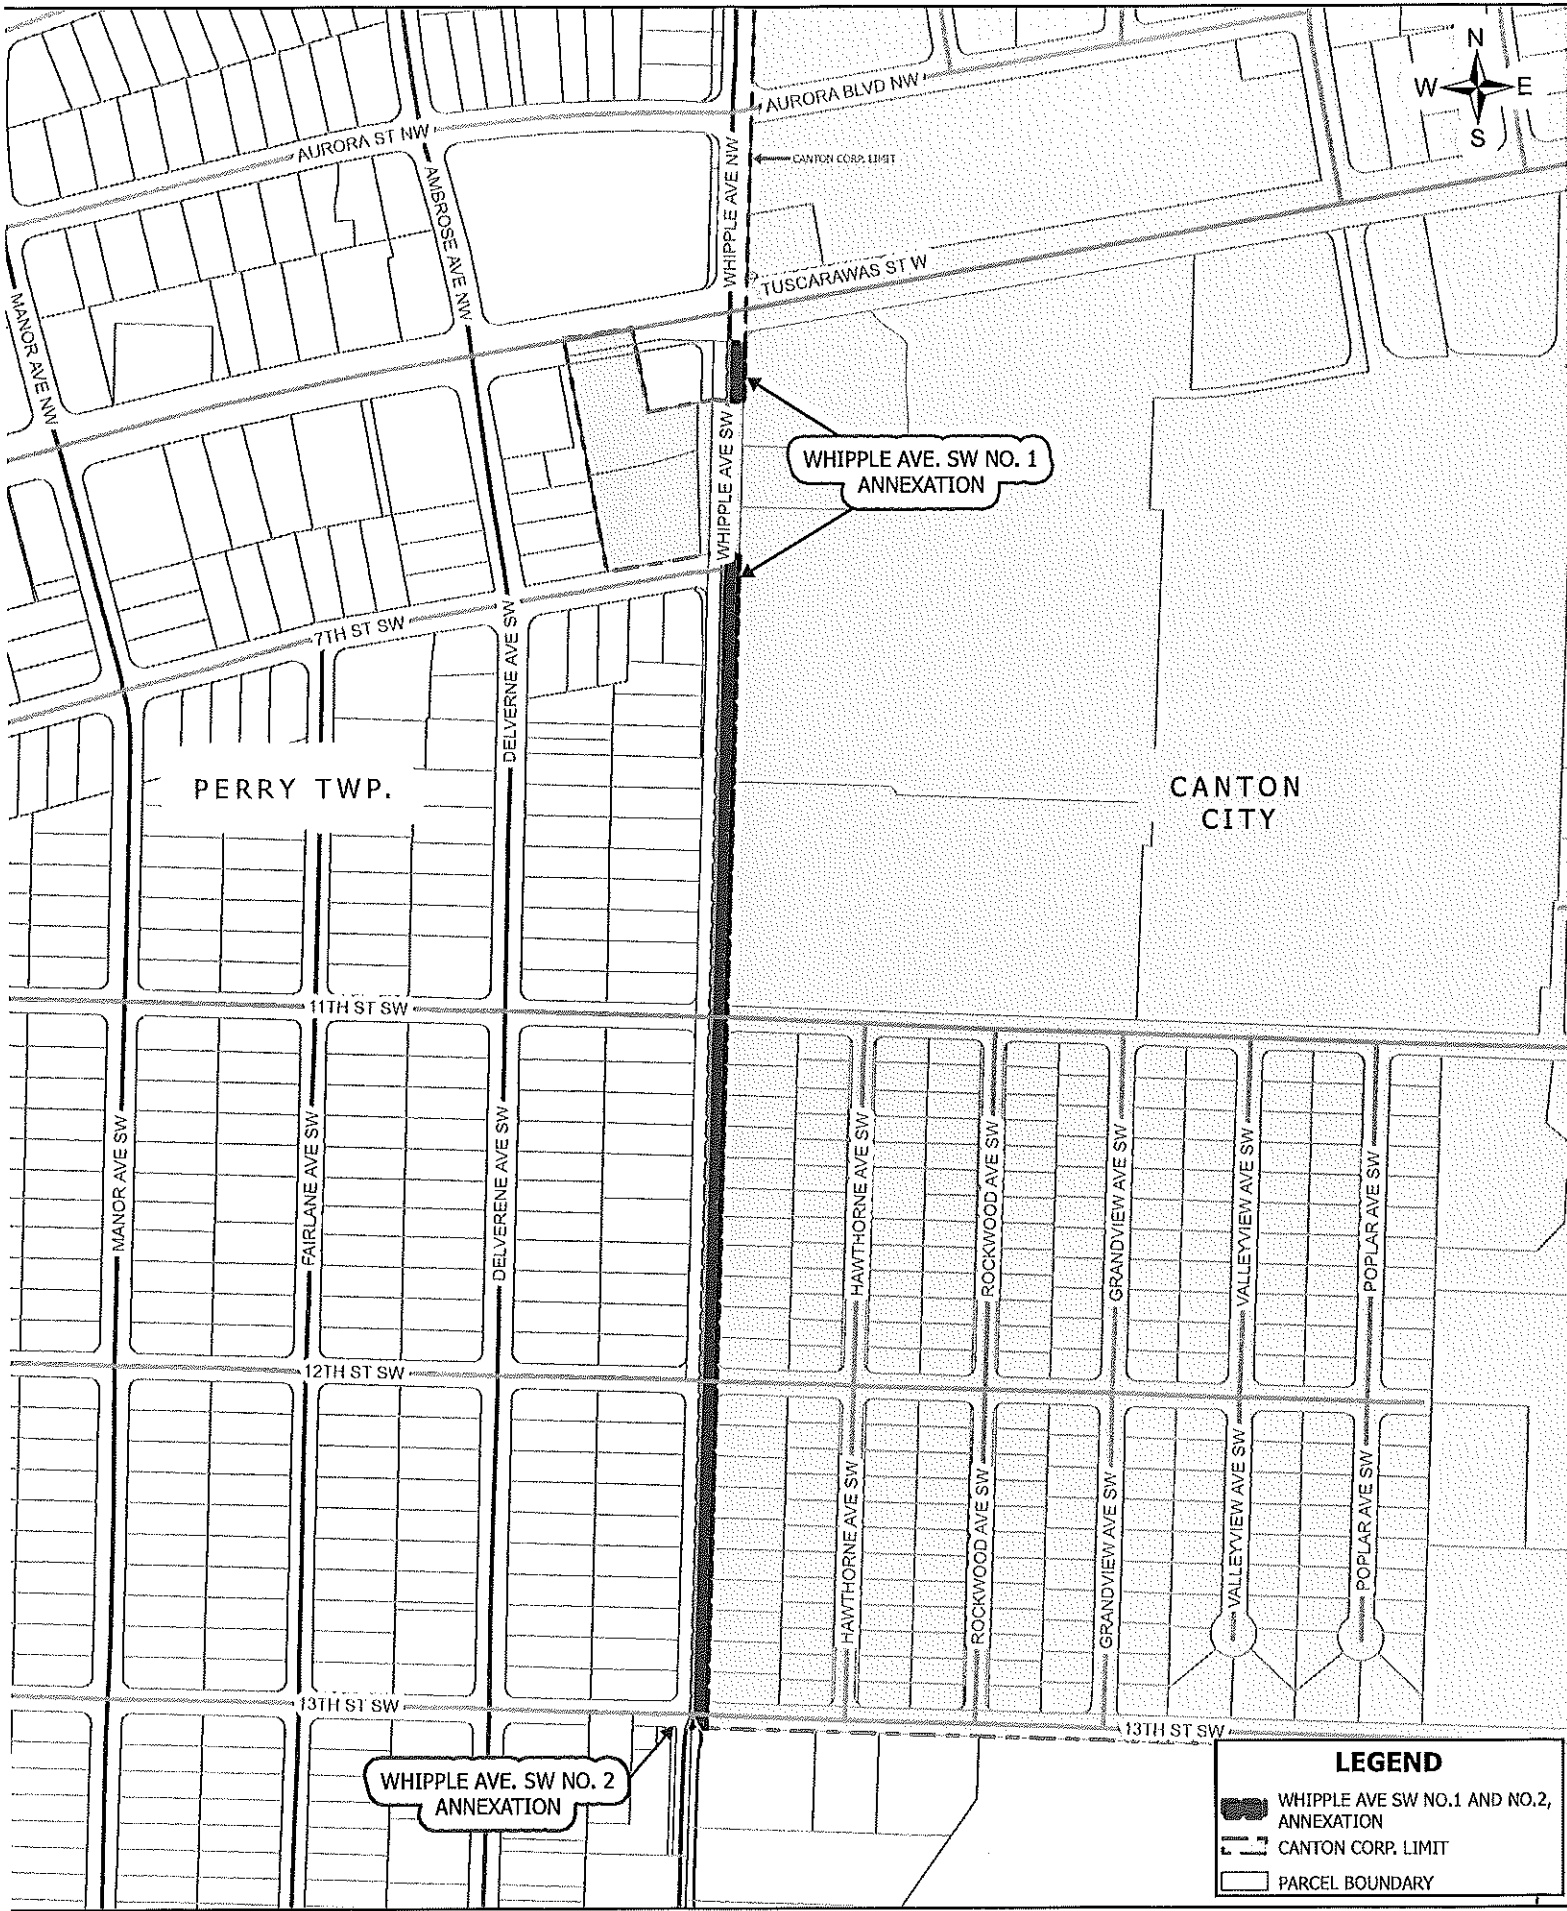 N
W E
S
AURORA BLVD NW
AURORA ST NW
CANTON CORP. LIMIT
WHIPPLE AVE NW
AMBROSE AVE NW
TUSCARAWAS ST W
MANOR AVE NW
WHIPPLE AVE SW
WHIPPLE AVE. SW NO. 1
ANNEXATION
7TH ST SW
DELVERNE AVE SW
PERRY TWP.
CANTON
CITY
11TH ST SW
MANOR AVE SW
FAIRLANE AVE SW
DELVERENE AVE SW
HAWTHORNE AVE SW
ROCKWOOD AVE SW
GRANDVIEW AVE SW
VALLEYVIEW AVE SW
POPLAR AVE SW
12TH ST SW
HAWTHORNE AVE SW
ROCKWOOD AVE SW
GRANDVIEW AVE SW
VALLEYVIEW AVE SW
POPLAR AVE SW
13TH ST SW
13TH ST SW
WHIPPLE AVE. SW NO. 2
ANNEXATION
LEGEND
WHIPPLE AVE SW NO.1 AND NO.2,
ANNEXATION
CANTON CORP. LIMIT
PARCEL BOUNDARY